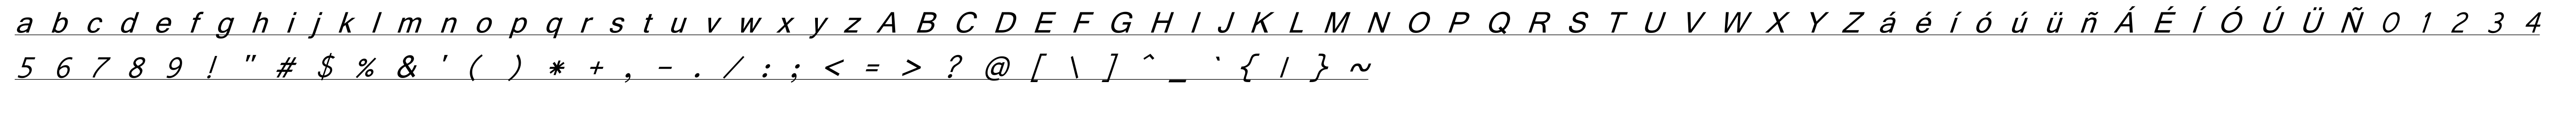 a b c d e f g h i j k l m n o p q r s t u v w x y z A B C D E F G H I J K L M N O P Q R S T U V W X Y Z á é í ó ú ü ñ Á É Í Ó Ú Ü Ñ 0 1 2 3 4
5 6 7 8 9 ! " # $ % & ' ( ) * + , - . / : ; < = > ? @ [ \ ] ^ _ ` { | } ~